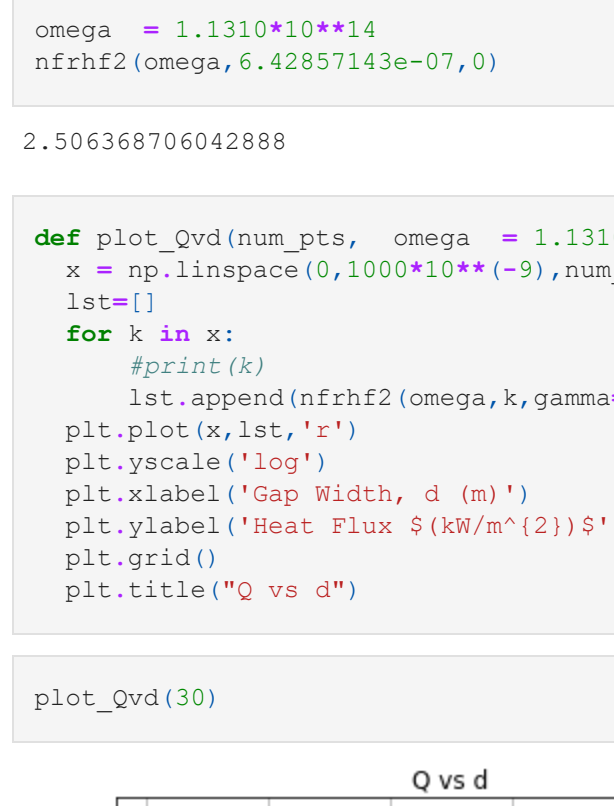 omega  = 1.1310*10**14
nfrhf2(omega,6.42857143e-07,0)
2.506368706042888
def plot_Qvd(num_pts,  omega  = 1.131
  x = np.linspace(0,1000*10**(-9),num_
  lst=[]
  for k in x:
      #print(k)
      lst.append(nfrhf2(omega,k,gamma=
  plt.plot(x,lst,'r')
  plt.yscale('log')
  plt.xlabel('Gap Width, d (m)')
  plt.ylabel('Heat Flux $(kW/m^{2})$'
  plt.grid()
  plt.title("Q vs d")
plot_Qvd(30)
Q vs d